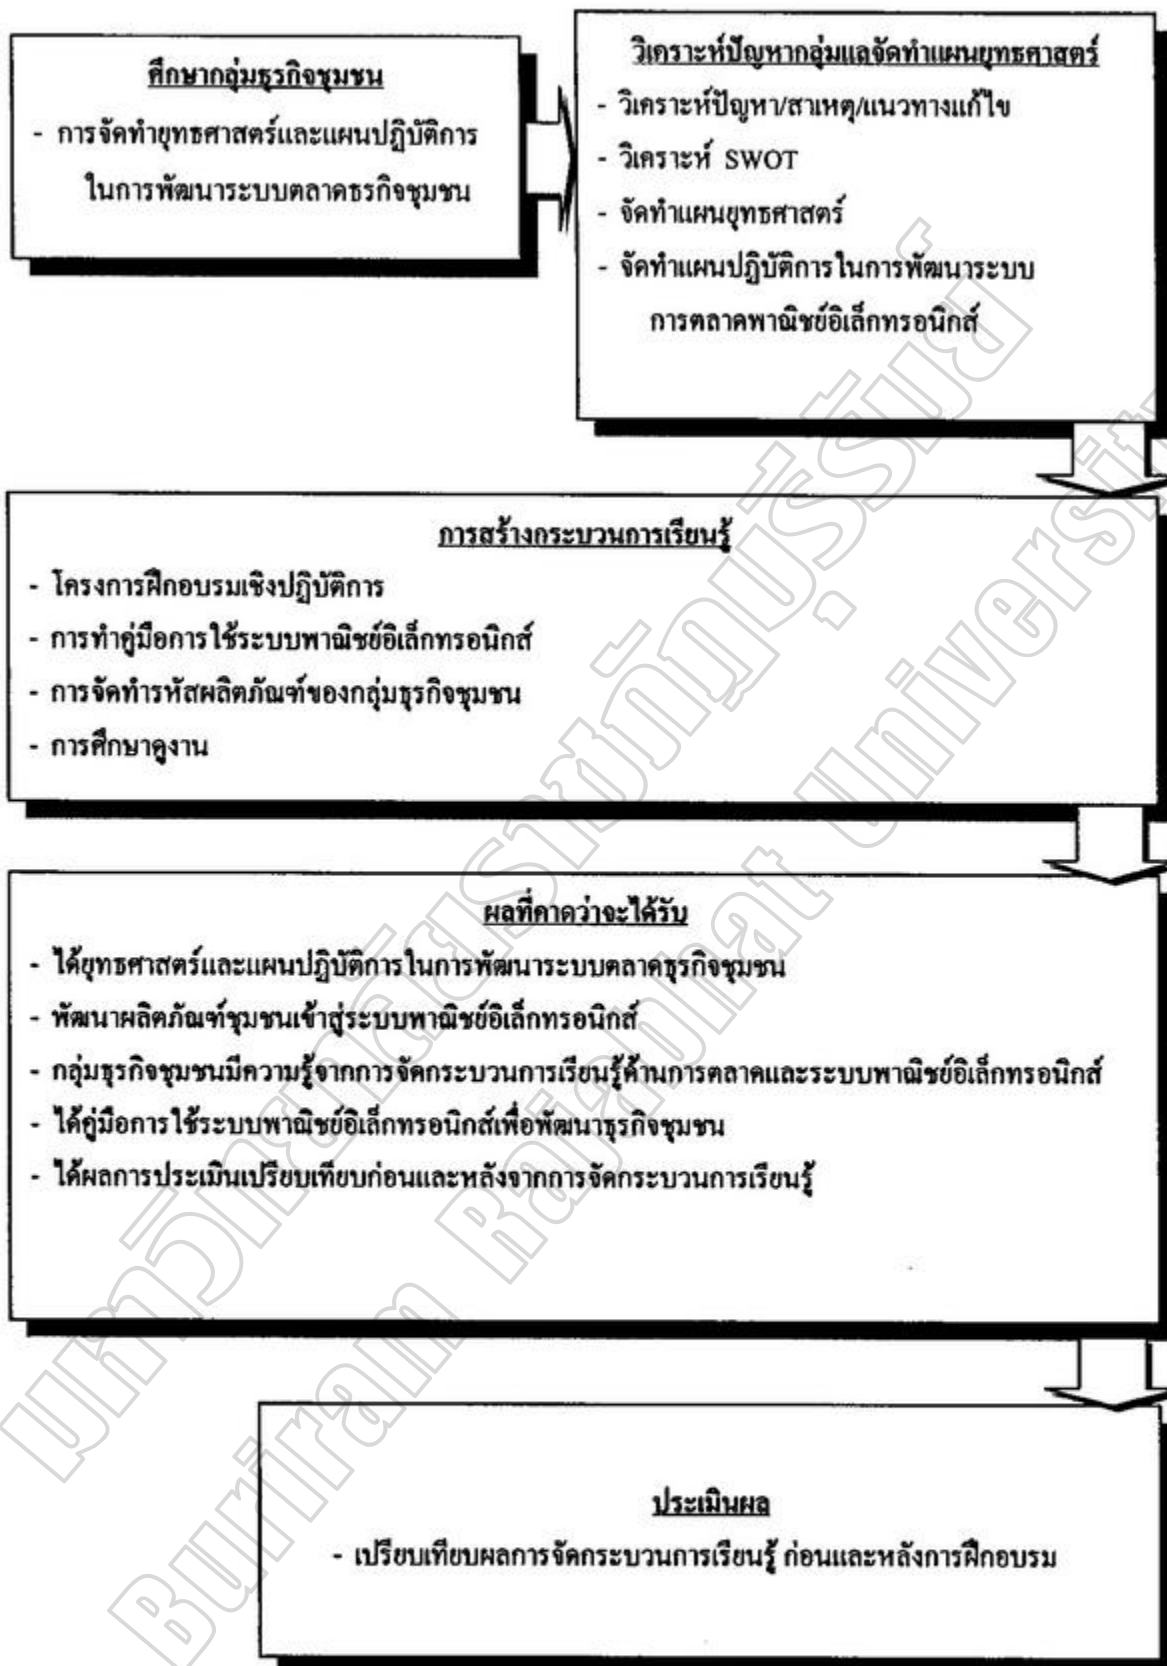 ศึกษากลุ่มธุรกิจชุมชน
- การจัดทำยุทธศาสตร์และแผนปฏิบัติการ
ในการพัฒนาระบบตลาดธรกิจชุมชน
วิเคราะห์ปัญหากลุ่มแลจัดทำแผนยุทธศาสตร์
- วิเคราะห์ปัญหา/สาเหตุ/แนวทางแก้ไข
- วิเคราะห์ SWOT
- จัดทำแผนยุทธศาสตร์
- จัดทำแผนปฏิบัติการในการพัฒนาระบบ
การตลาดพาณิชย์อิเล็กทรอนิกส์
การสร้างกระบวนการเรียนรู้
- โครงการฝึกอบรมเชิงปฏิบัติการ
- การทำคู่มือการใช้ระบบพาณิชย์อิเล็กทรอนิกส์
- การจัดทำรหัสผลิตภัณฑ์ของกลุ่มธุรกิจชุมชน
- การศึกษาดูงาน
ผลที่คาดว่าจะได้รับ
- ได้ยุทธศาสตร์และแผนปฏิบัติการในการพัฒนาระบบตลาดธุรกิจชุมชน
- พัฒนาผลิตภัณฑ์ชุมชนเข้าสู่ระบบพาณิชย์อิเล็กทรอนิกส์
- กลุ่มธุรกิจชุมชนมีความรู้จากการจัดกระบวนการเรียนรู้ด้านการตลาดและระบบพาณิชย์อิเล็กทรอนิกส์
- ได้คู่มือการใช้ระบบพาณิชย์อิเล็กทรอนิกส์เพื่อพัฒนาธุรกิจชุมชน
- ได้ผลการประเมินเปรียบเทียบก่อนและหลังจากการจัดกระบวนการเรียนรู้
ประเมินผล
- เปรียบเทียบผลการจัดกระบวนการเรียนรู้ ก่อนและหลังการฝึกอบรม
มหาวิทยาลัยราชภัฏบุรีรัมย์
Buriram Rajabhat University